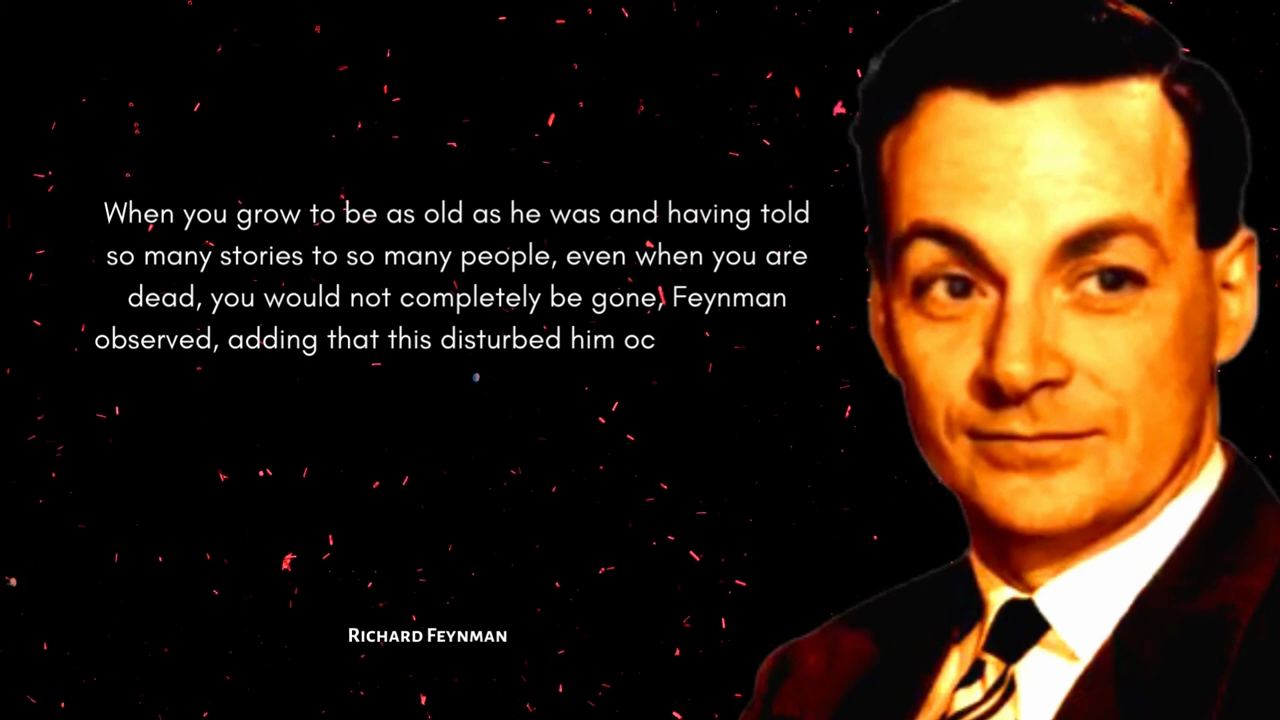 When you grow to be as old as he was and having told
so many stories to so many people, even when you are
dead, you would not completely be gone, Feynman
observed, adding that this disturbed him oc
RICHARD FEYNMAN